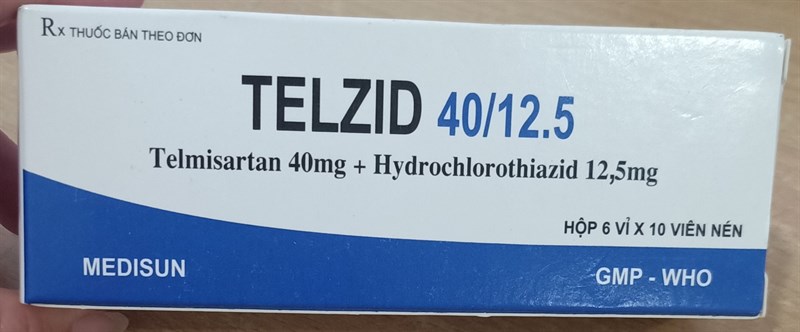 Rx THUỐC BÁN THEO ĐƠN
TELZID 40/12.5
Telmisartan 40mg + Hydrochlorothiazid 12,5mg
HỘP 6 VỈ X 10 VIÊN NÉN
MEDISUN GMP - WHO